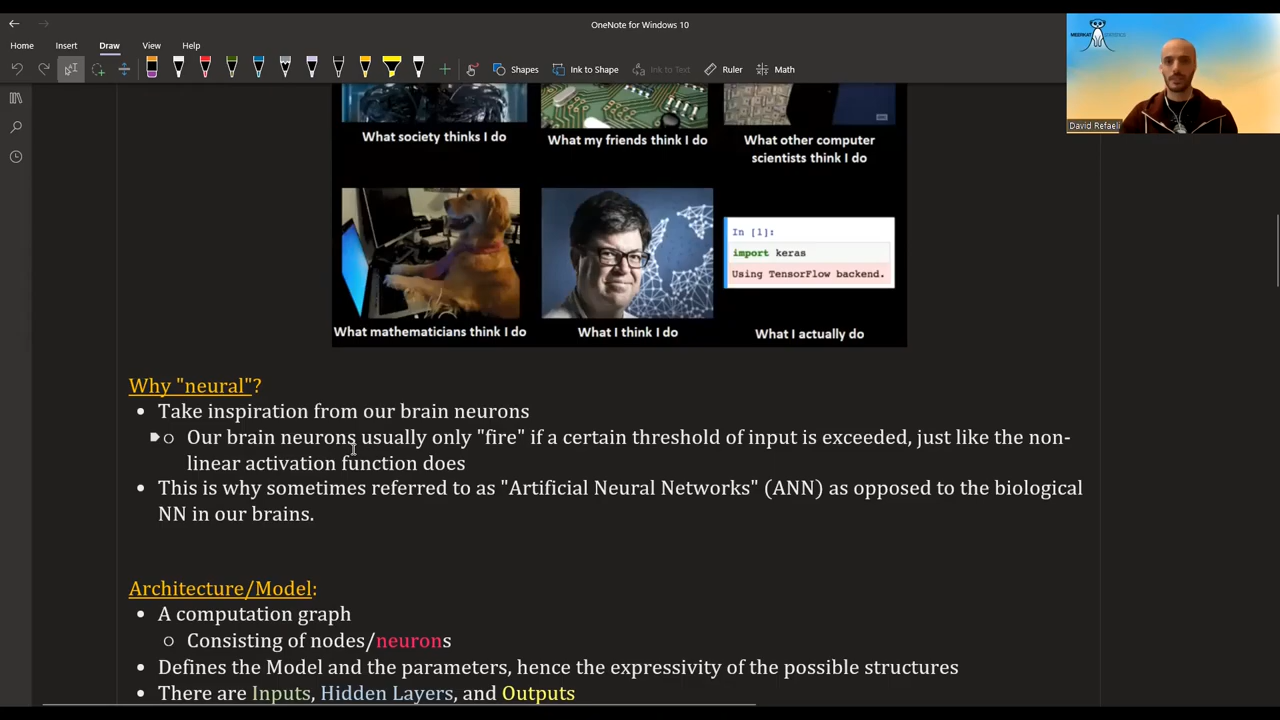 OneNote for Windows 10
Home Insert Draw View Help
Shapes Ink to Shape Ink to Text Ruler Math
MEERKAT
David Refaeli
What society thinks I do
What my friends think I do
What other computer
scientists think I do
In [1]:
import keras
Using TensorFlow backend.
What mathematicians think I do
What I think I do
What I actually do
Why "neural"?
• Take inspiration from our brain neurons
○ Our brain neurons usually only "fire" if a certain threshold of input is exceeded, just like the non-
linear activation function does
• This is why sometimes referred to as "Artificial Neural Networks" (ANN) as opposed to the biological
NN in our brains.
Architecture/Model:
• A computation graph
○ Consisting of nodes/neurons
• Defines the Model and the parameters, hence the expressivity of the possible structures
• There are Inputs, Hidden Layers, and Outputs